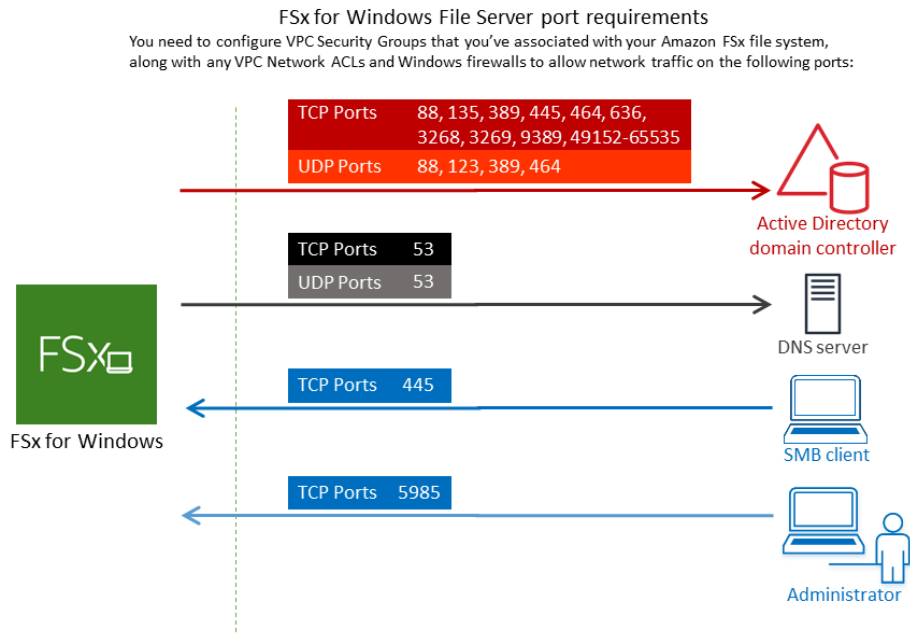 FSx for Windows File Server port requirements
You need to configure VPC Security Groups that you've associated with your Amazon FSx file system,
along with any VPC Network ACLs and Windows firewalls to allow network traffic on the following ports:
TCP Ports 88, 135, 389, 445, 464, 636,
3268, 3269, 9389, 49152-65535
UDP Ports 88, 123, 389, 464
Active Directory
domain controller
TCP Ports 53
UDP Ports 53
DNS server
FSx
FSx for Windows
TCP Ports 445
SMB client
TCP Ports 5985
Administrator